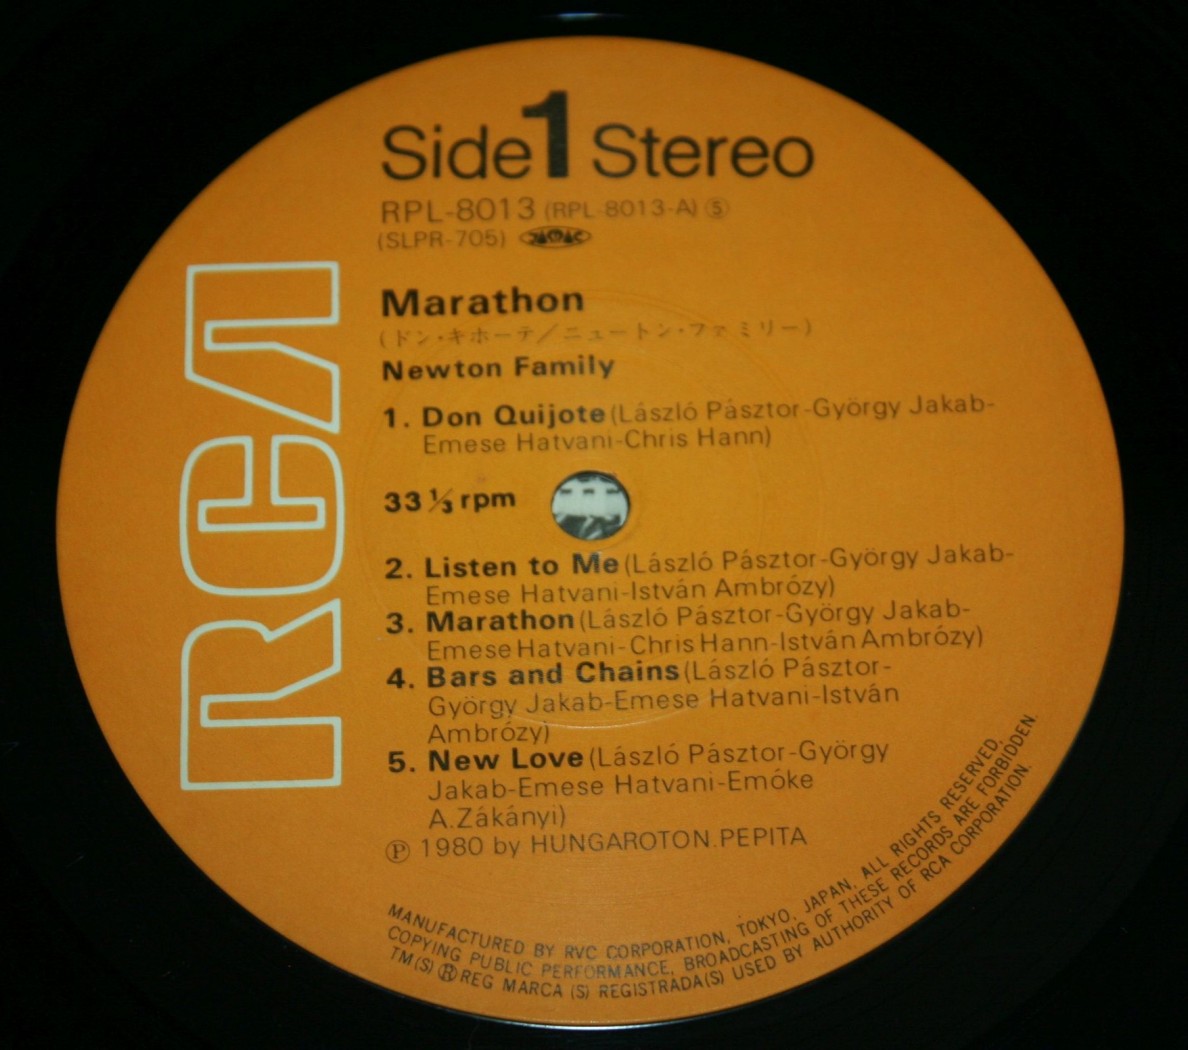 Side 1 Stereo
RPL-8013 (RPL-8013-A) ⑤
(SLPR-705)
RCA
Marathon
(ドン・キホーテ/ニュートン・ファミリー)
Newton Family
1. Don Quijote (László Pásztor-György Jakab-
Emese Hatvani-Chris Hann)
33 ⅓ rpm
2. Listen to Me (László Pásztor-György Jakab-
Emese Hatvani-István Ambrózy)
3. Marathon (László Pásztor-György Jakab-
Emese Hatvani-Chris Hann-István Ambrózy)
4. Bars and Chains (László Pásztor-
György Jakab-Emese Hatvani-István
Ambrózy)
5. New Love (László Pásztor-György
Jakab-Emese Hatvani-Emóke
A.Zákányi)
Ⓟ 1980 by HUNGAROTON.PEPITA
MANUFACTURED BY RVC CORPORATION, TOKYO, JAPAN, ALL RIGHTS RESERVED,
COPYING PUBLIC PERFORMANCE, BROADCASTING OF THESE RECORDS ARE FORBIDDEN.
TM(S) ® REG MARCA (S) REGISTRADA(S) USED BY AUTHORITY OF RCA CORPORATION.